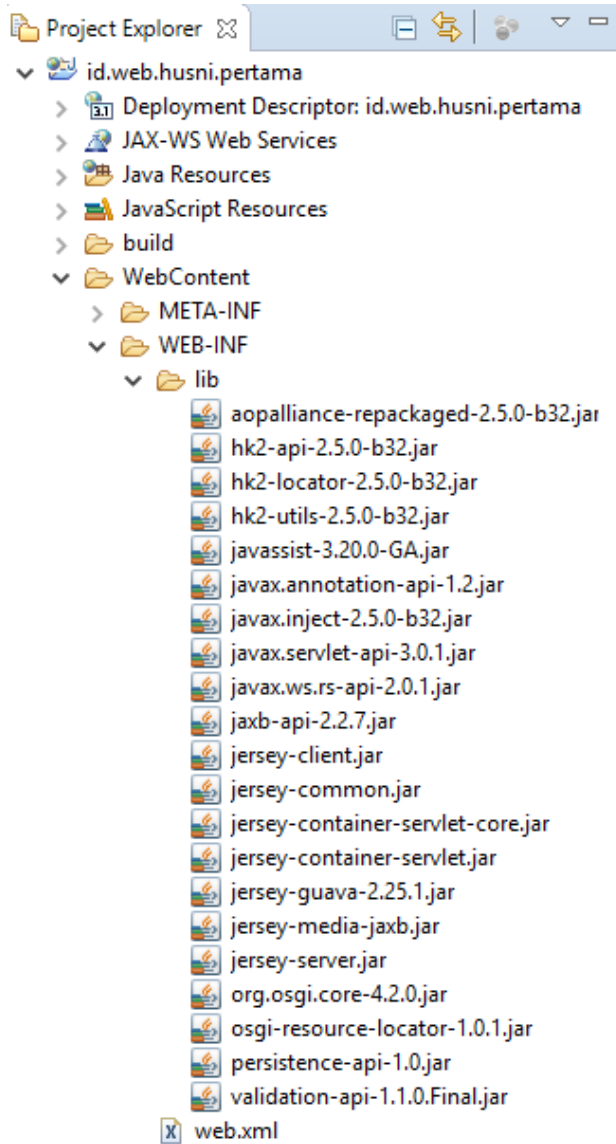 Project Explorer
id.web.husni.pertama
3.1 Deployment Descriptor: id.web.husni.pertama
JAX-WS Web Services
Java Resources
JavaScript Resources
build
WebContent
META-INF
WEB-INF
lib
aopalliance-repackaged-2.5.0-b32.jar
hk2-api-2.5.0-b32.jar
hk2-locator-2.5.0-b32.jar
hk2-utils-2.5.0-b32.jar
javassist-3.20.0-GA.jar
javax.annotation-api-1.2.jar
javax.inject-2.5.0-b32.jar
javax.servlet-api-3.0.1.jar
javax.ws.rs-api-2.0.1.jar
jaxb-api-2.2.7.jar
jersey-client.jar
jersey-common.jar
jersey-container-servlet-core.jar
jersey-container-servlet.jar
jersey-guava-2.25.1.jar
jersey-media-jaxb.jar
jersey-server.jar
org.osgi.core-4.2.0.jar
osgi-resource-locator-1.0.1.jar
persistence-api-1.0.jar
validation-api-1.1.0.Final.jar
X web.xml